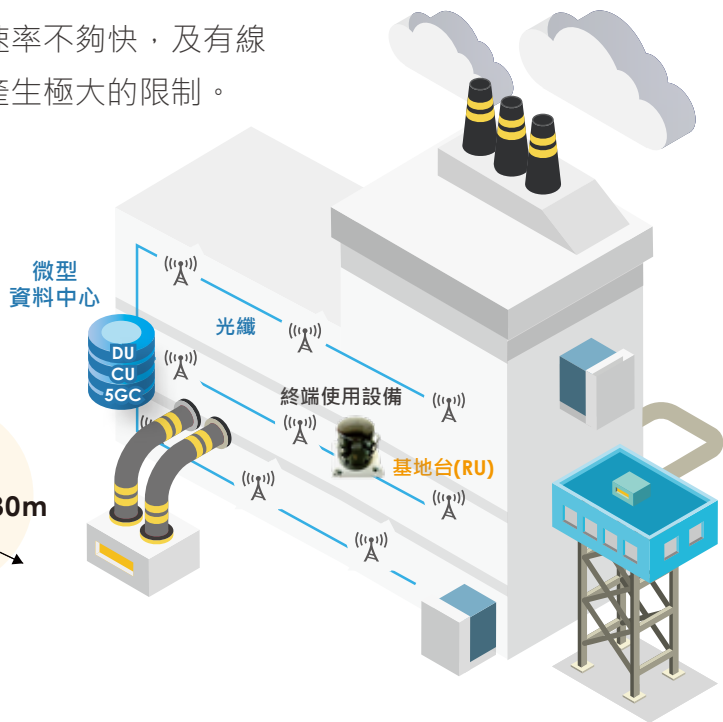 速率不夠快，及有線
產生極大的限制。
微型
資料中心
光纖
DU
CU
5GC
終端使用設備
基地台(RU)
30m